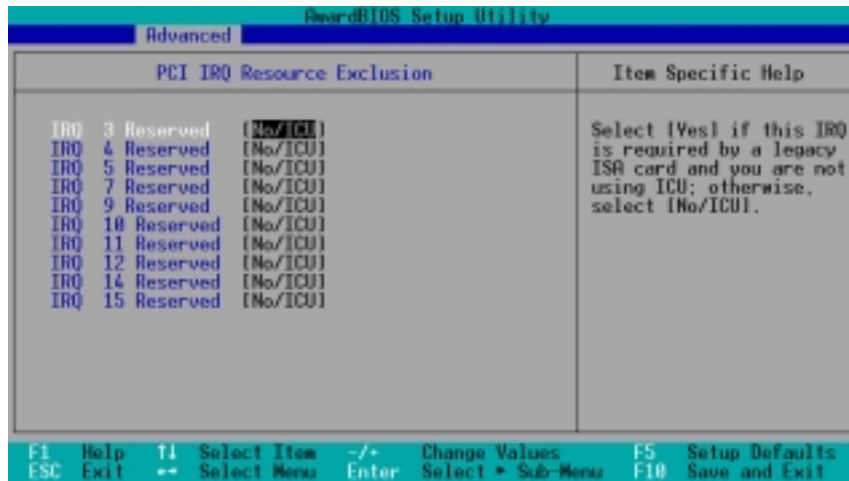 AwardBIOS Setup Utility
Advanced
PCI IRQ Resource Exclusion
IRQ 3 Reserved [No/ICU]
IRQ 4 Reserved [No/ICU]
IRQ 5 Reserved [No/ICU]
IRQ 7 Reserved [No/ICU]
IRQ 9 Reserved [No/ICU]
IRQ 10 Reserved [No/ICU]
IRQ 11 Reserved [No/ICU]
IRQ 12 Reserved [No/ICU]
IRQ 14 Reserved [No/ICU]
IRQ 15 Reserved [No/ICU]
Item Specific Help
Select [Yes] if this IRQ
is required by a legacy
ISA card and you are not
using ICU; otherwise,
select [No/ICU].
F1 Help ↑↓ Select Item -/+ Change Values F5 Setup Defaults
ESC Exit ↔ Select Menu Enter Select ► Sub-Menu F10 Save and Exit